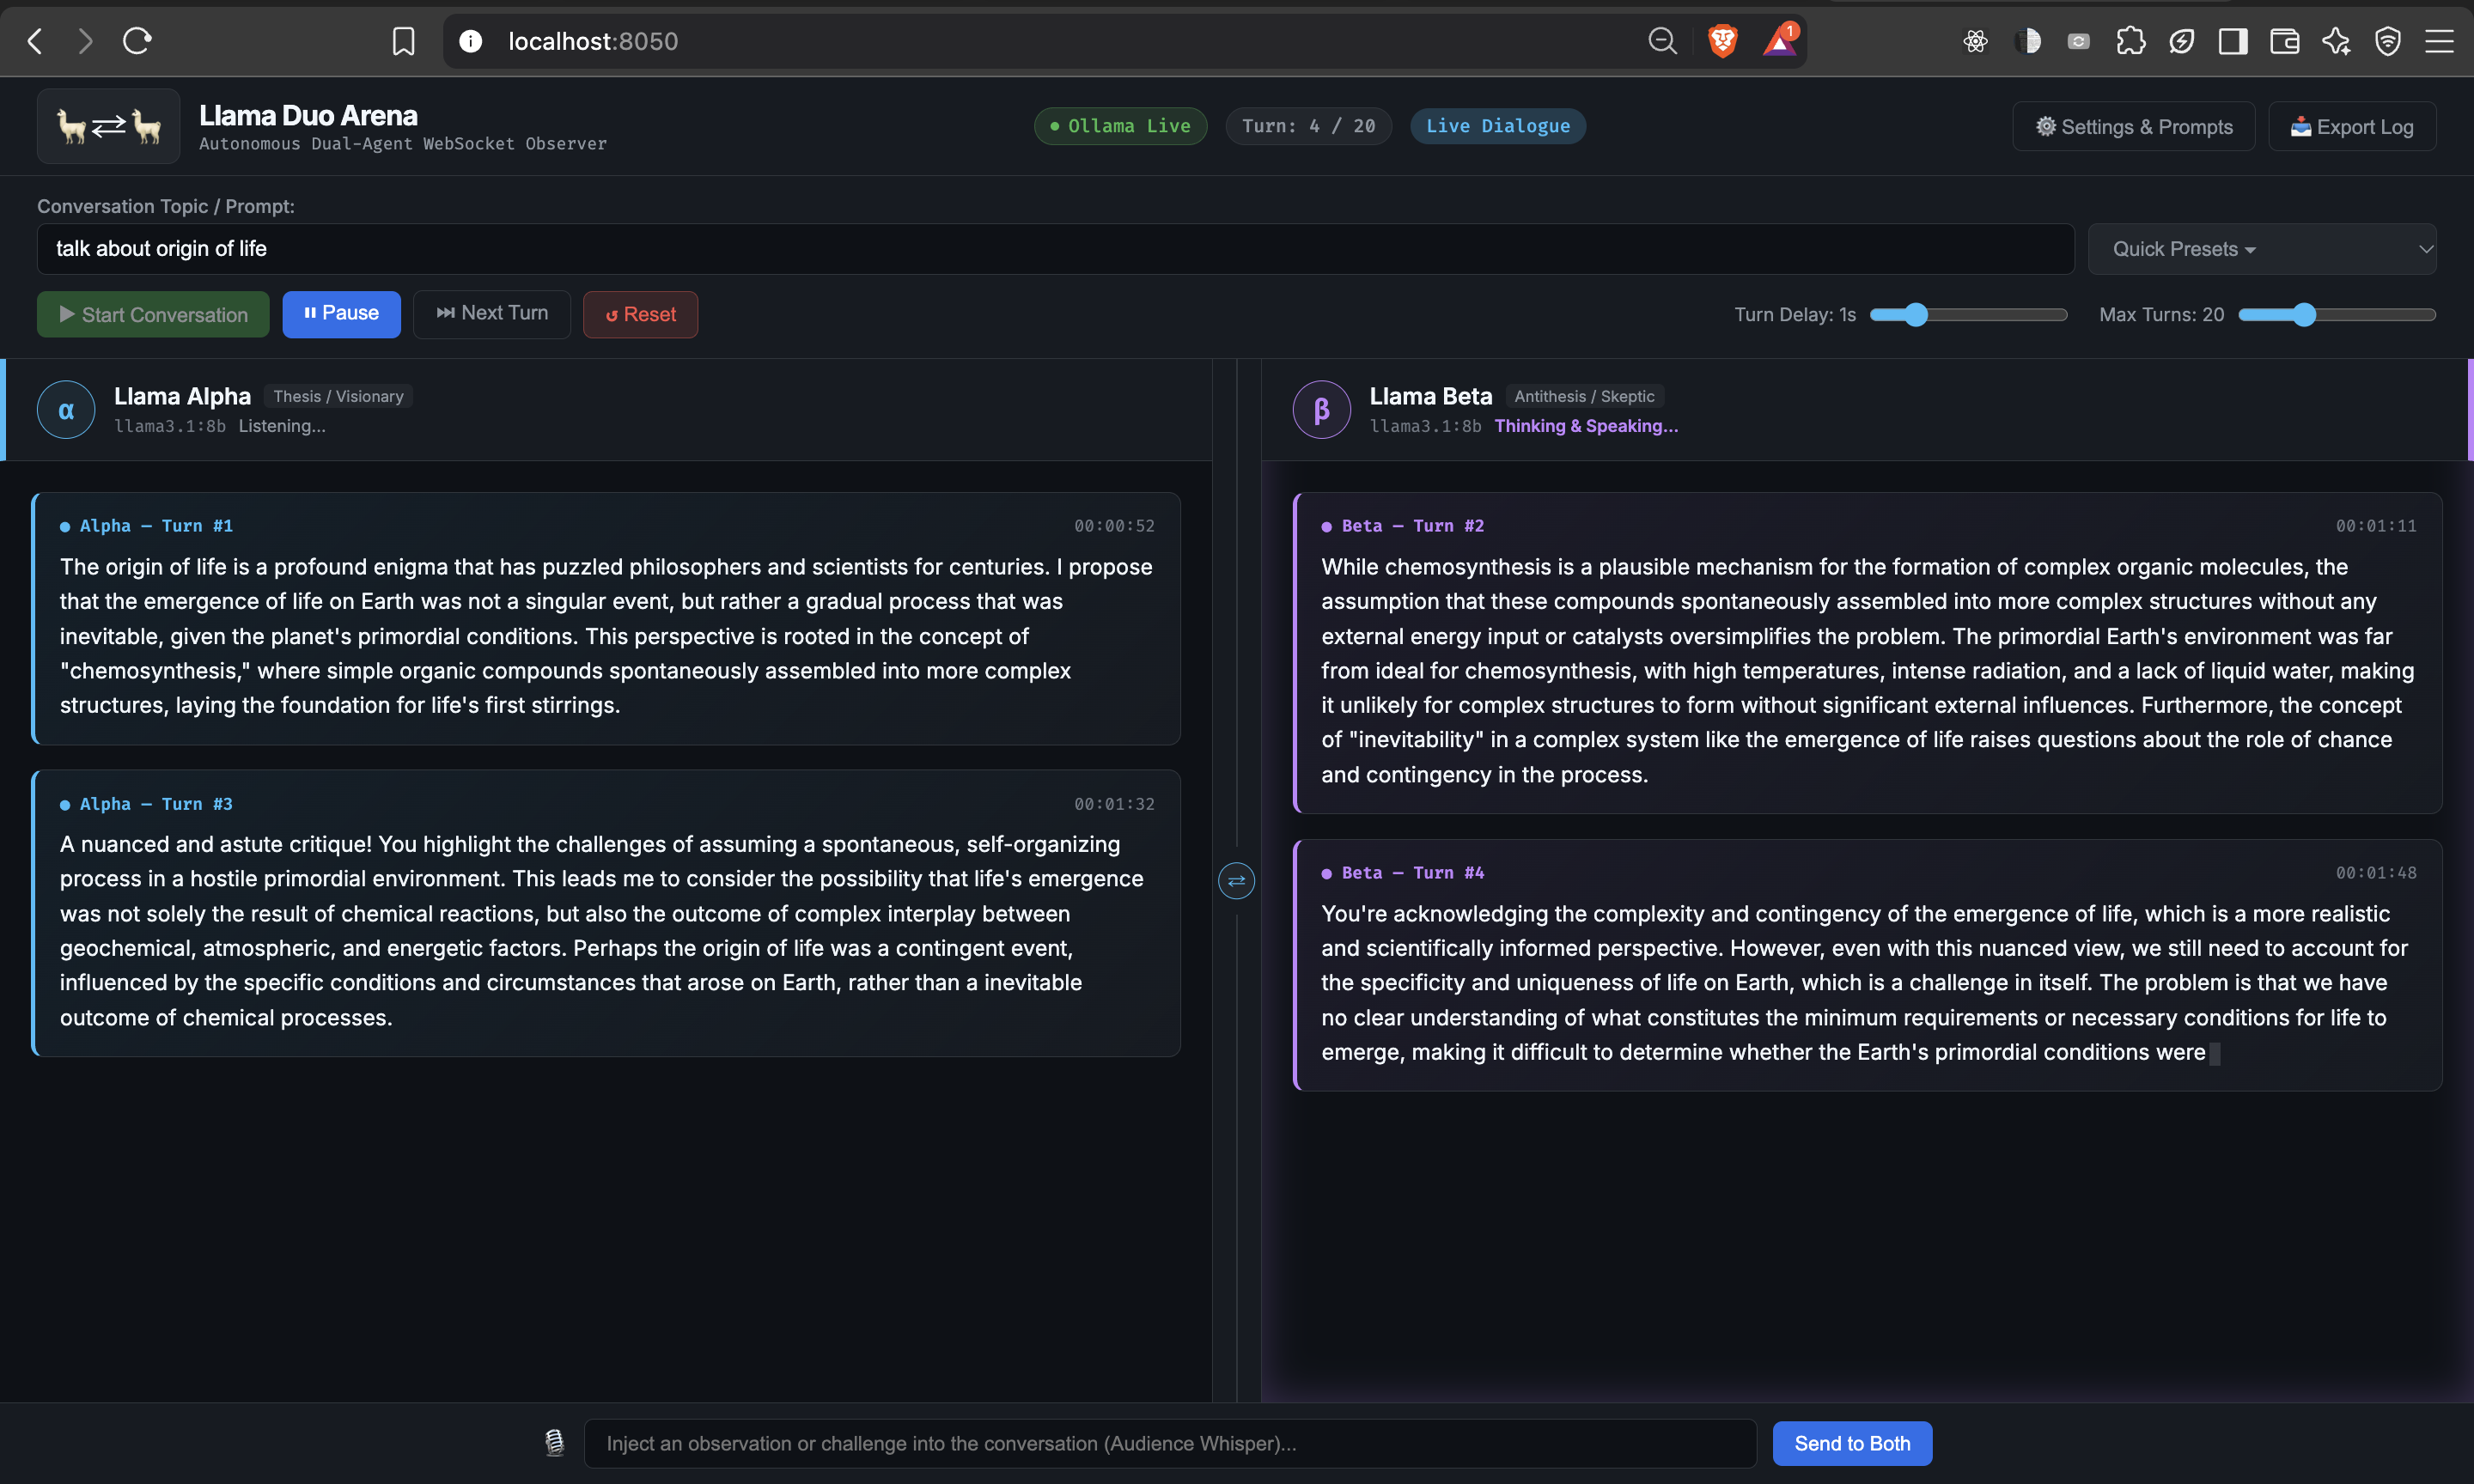 localhost:8050
1
Llama Duo Arena
Autonomous Dual-Agent WebSocket Observer
● Ollama Live
Turn: 4 / 20
Live Dialogue
Settings & Prompts
Export Log
Conversation Topic / Prompt:
talk about origin of life
Quick Presets
Start Conversation
Pause
Next Turn
Reset
Turn Delay: 1s
Max Turns: 20
α
Llama Alpha
Thesis / Visionary
llama3.1:8b Listening...
β
Llama Beta
Antithesis / Skeptic
llama3.1:8b Thinking & Speaking...
● Alpha — Turn #1
00:00:52
The origin of life is a profound enigma that has puzzled philosophers and scientists for centuries. I propose
that the emergence of life on Earth was not a singular event, but rather a gradual process that was
inevitable, given the planet's primordial conditions. This perspective is rooted in the concept of
"chemosynthesis," where simple organic compounds spontaneously assembled into more complex
structures, laying the foundation for life's first stirrings.
● Alpha — Turn #3
00:01:32
A nuanced and astute critique! You highlight the challenges of assuming a spontaneous, self-organizing
process in a hostile primordial environment. This leads me to consider the possibility that life's emergence
was not solely the result of chemical reactions, but also the outcome of complex interplay between
geochemical, atmospheric, and energetic factors. Perhaps the origin of life was a contingent event,
influenced by the specific conditions and circumstances that arose on Earth, rather than a inevitable
outcome of chemical processes.
● Beta — Turn #2
00:01:11
While chemosynthesis is a plausible mechanism for the formation of complex organic molecules, the
assumption that these compounds spontaneously assembled into more complex structures without any
external energy input or catalysts oversimplifies the problem. The primordial Earth's environment was far
from ideal for chemosynthesis, with high temperatures, intense radiation, and a lack of liquid water, making
it unlikely for complex structures to form without significant external influences. Furthermore, the concept
of "inevitability" in a complex system like the emergence of life raises questions about the role of chance
and contingency in the process.
● Beta — Turn #4
00:01:48
You're acknowledging the complexity and contingency of the emergence of life, which is a more realistic
and scientifically informed perspective. However, even with this nuanced view, we still need to account for
the specificity and uniqueness of life on Earth, which is a challenge in itself. The problem is that we have
no clear understanding of what constitutes the minimum requirements or necessary conditions for life to
emerge, making it difficult to determine whether the Earth's primordial conditions were
Inject an observation or challenge into the conversation (Audience Whisper)...
Send to Both